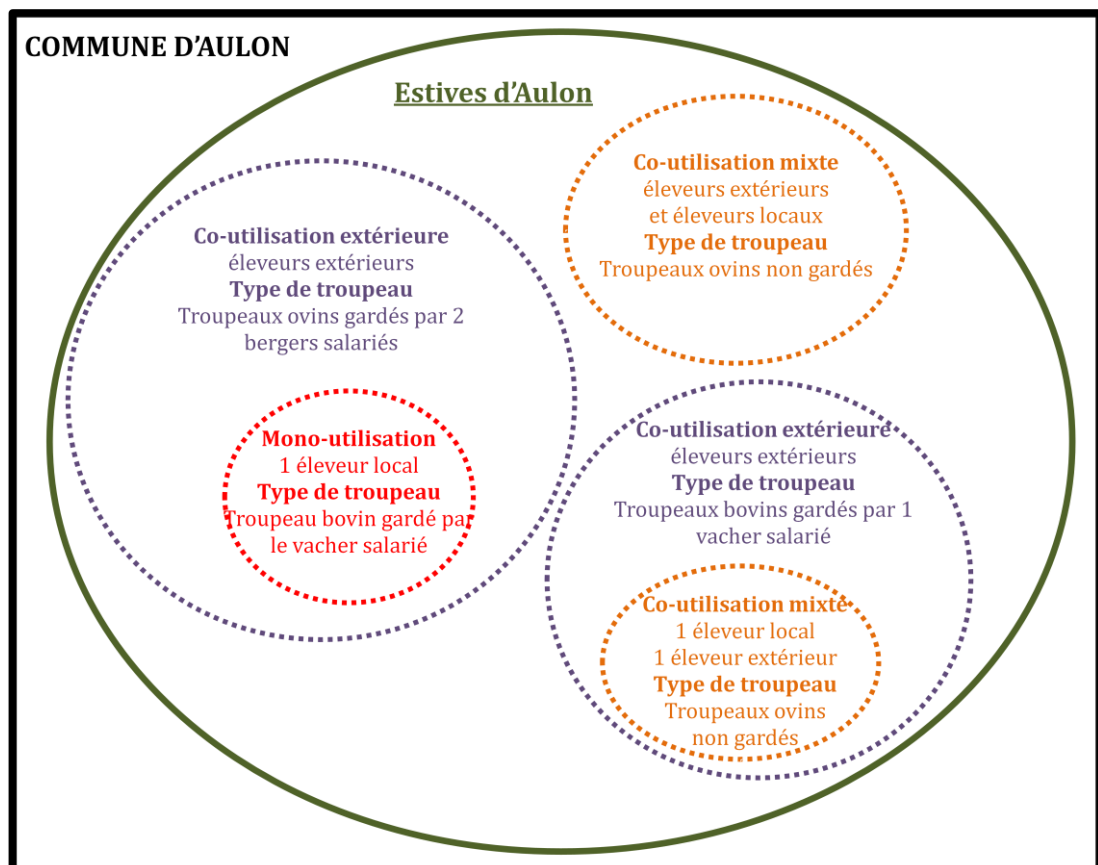 COMMUNE D'AULON
Estives d'Aulon
Co-utilisation mixte
éleveurs extérieurs
et éleveurs locaux
Type de troupeau
Troupeaux ovins non gardés
Co-utilisation extérieure
éleveurs extérieurs
Type de troupeau
Troupeaux ovins gardés par 2
bergers salariés
Mono-utilisation
1 éleveur local
Type de troupeau
Troupeau bovin gardé par
le vacher salarié
Co-utilisation extérieure
éleveurs extérieurs
Type de troupeau
Troupeaux bovins gardés par 1
vacher salarié
Co-utilisation mixte
1 éleveur local
1 éleveur extérieur
Type de troupeau
Troupeaux ovins
non gardés